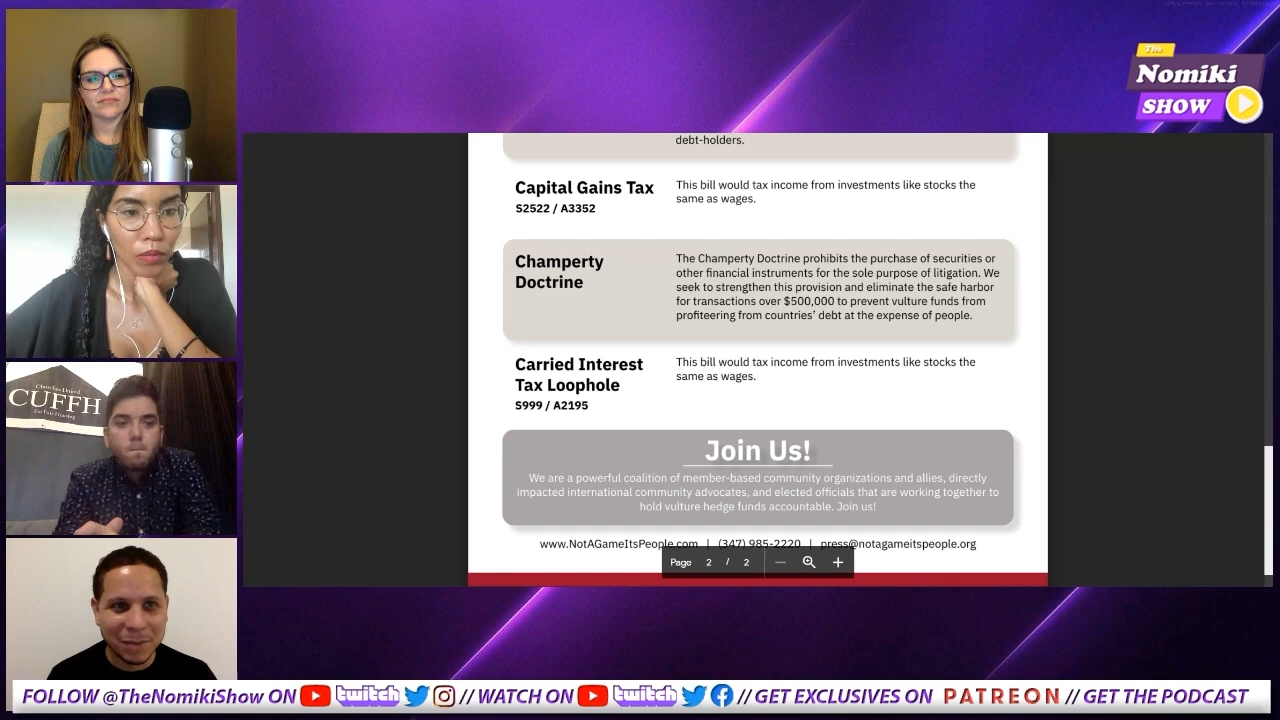 The
Nomiki
SHOW
debt-holders.
Capital Gains Tax
S2522 / A3352
This bill would tax income from investments like stocks the
same as wages.
Champerty
Doctrine
The Champerty Doctrine prohibits the purchase of securities or
other financial instruments for the sole purpose of litigation. We
seek to strengthen this provision and eliminate the safe harbor
for transactions over $500,000 to prevent vulture funds from
profiteering from countries’ debt at the expense of people.
Carried Interest
Tax Loophole
S999 / A2195
This bill would tax income from investments like stocks the
same as wages.
Join Us!
We are a powerful coalition of member-based community organizations and allies, directly
impacted international community advocates, and elected officials that are working together to
hold vulture hedge funds accountable. Join us!
www.NotAGameItsPeople.com | (347) 985-2220 | press@notagameitspeople.org
Page 2 / 2
Churches United
CUFFH
For Fair Housing
FOLLOW @TheNomikiShow ON twitch // WATCH ON twitch // GET EXCLUSIVES ON PATREON // GET THE PODCAST